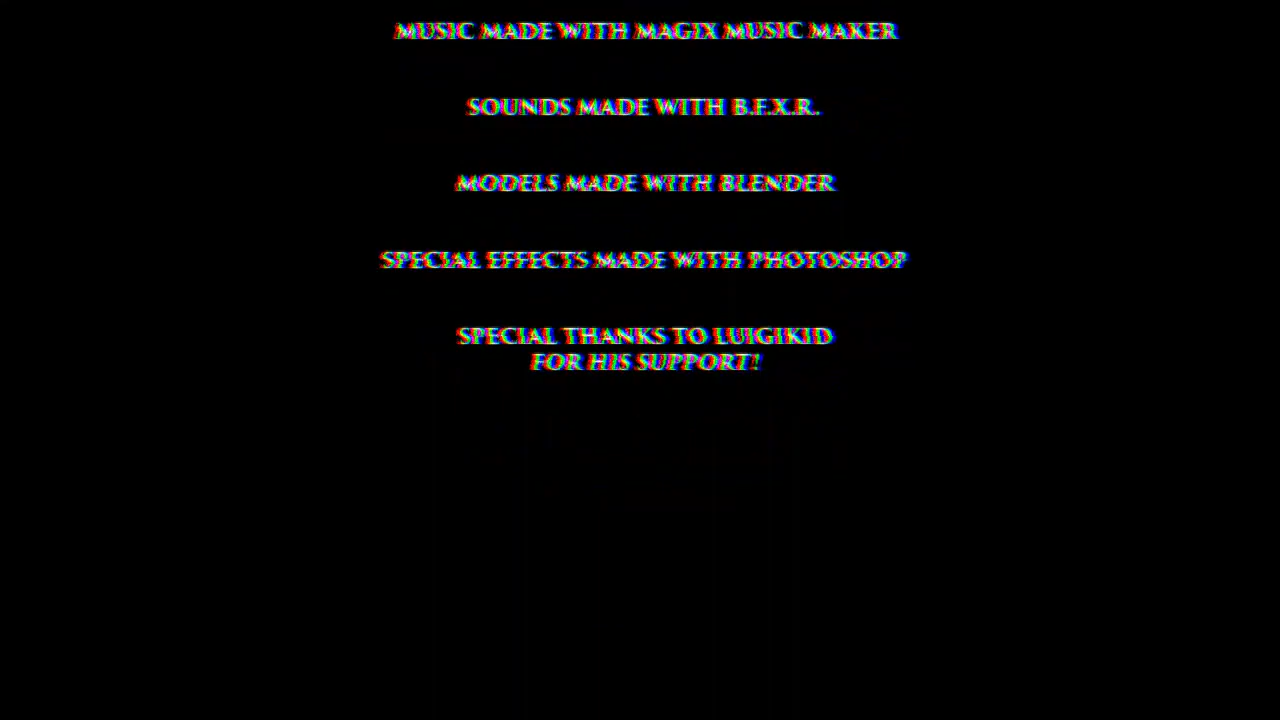 MUSIC MADE WITH MAGIX MUSIC MAKER
SOUNDS MADE WITH B.F.X.R.
MODELS MADE WITH BLENDER
SPECIAL EFFECTS MADE WITH PHOTOSHOP
SPECIAL THANKS TO LUIGIKID
FOR HIS SUPPORT!